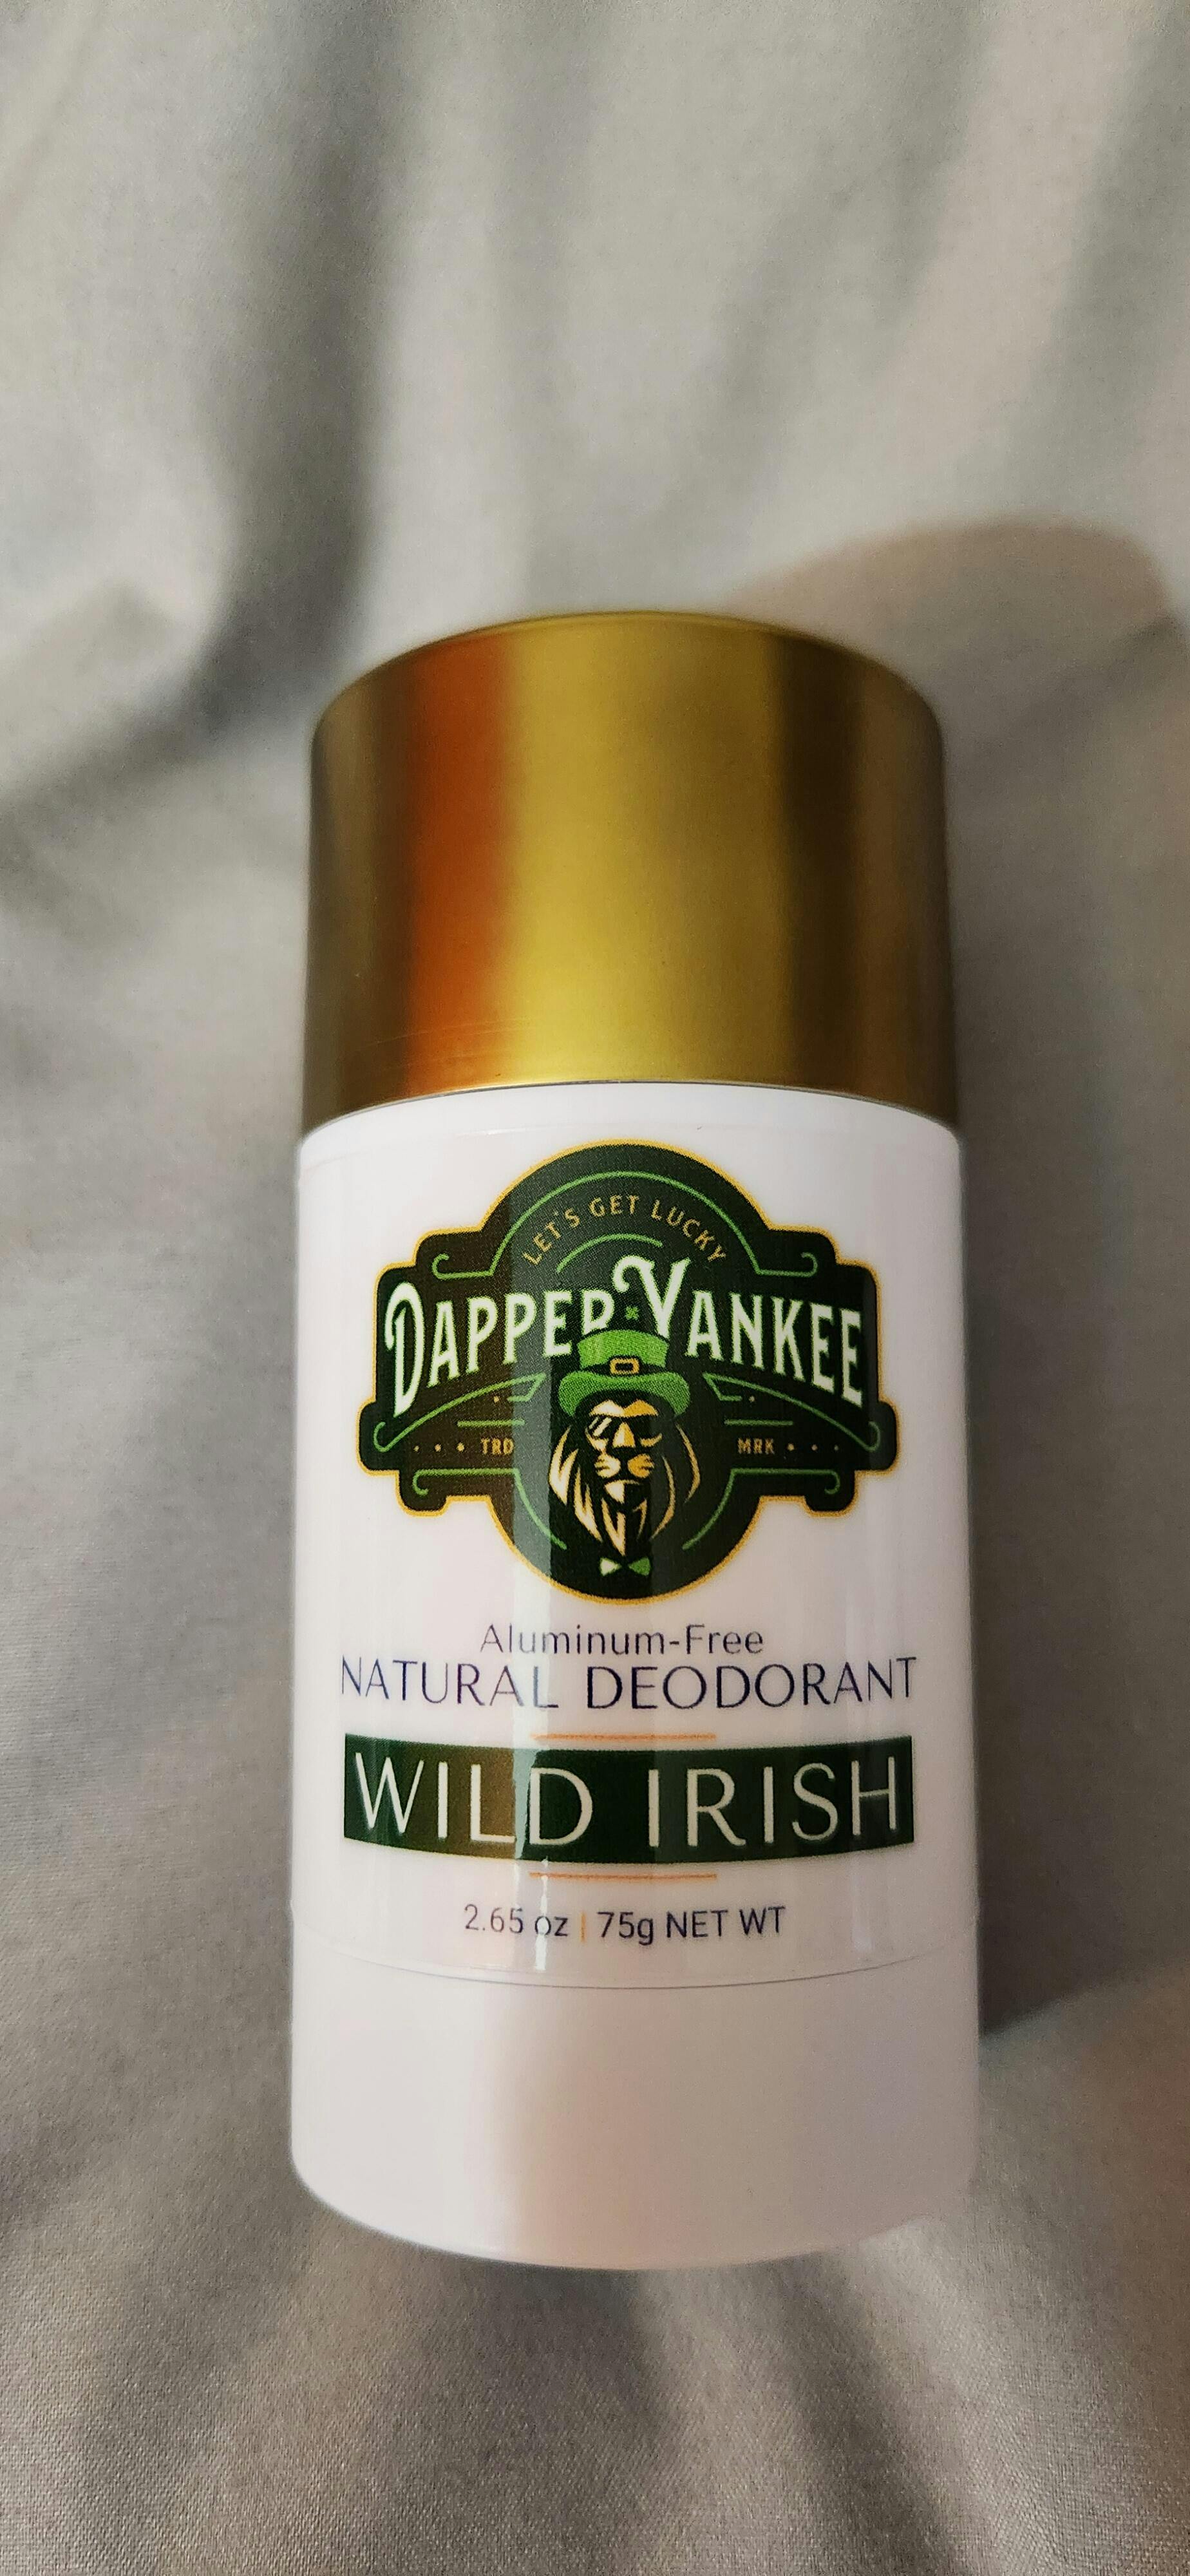 LET'S GET LUCKY
DAPPER YANKEE
TRD MRK
Aluminum-Free
NATURAL DEODORANT
WILD IRISH
2.65 oz | 75g NET WT